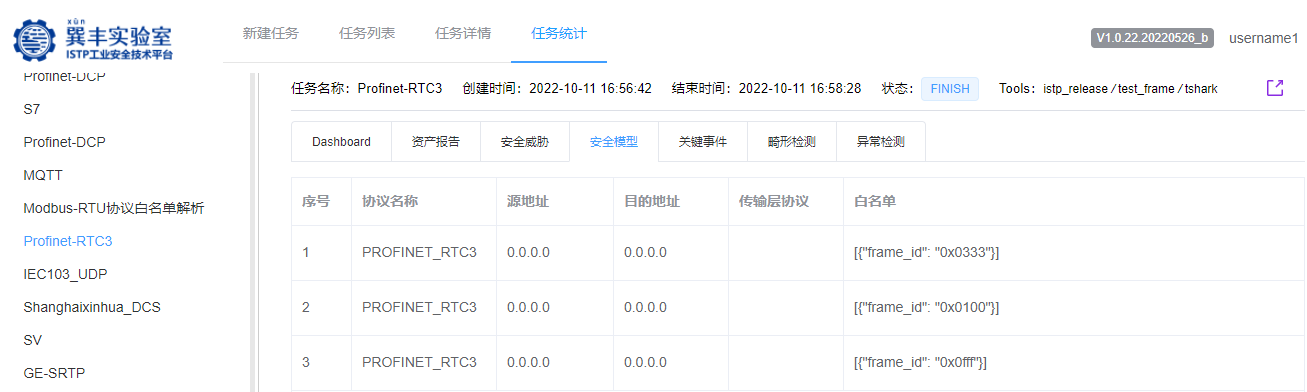 xùn
巽丰实验室
ISTP工业安全技术平台
新建任务 任务列表 任务详情 任务统计
V1.0.22.20220526_b username1
Profinet-DCP
S7
Profinet-DCP
MQTT
Modbus-RTU协议白名单解析
Profinet-RTC3
IEC103_UDP
Shanghaixinhua_DCS
SV
GE-SRTP
任务名称：Profinet-RTC3 创建时间：2022-10-11 16:56:42 结束时间：2022-10-11 16:58:28 状态： FINISH Tools：istp_release / test_frame / tshark
Dashboard 资产报告 安全威胁 安全模型 关键事件 畸形检测 异常检测
序号 协议名称 源地址 目的地址 传输层协议 白名单
1 PROFINET_RTC3 0.0.0.0 0.0.0.0 [{"frame_id": "0x0333"}]
2 PROFINET_RTC3 0.0.0.0 0.0.0.0 [{"frame_id": "0x0100"}]
3 PROFINET_RTC3 0.0.0.0 0.0.0.0 [{"frame_id": "0x0fff"}]